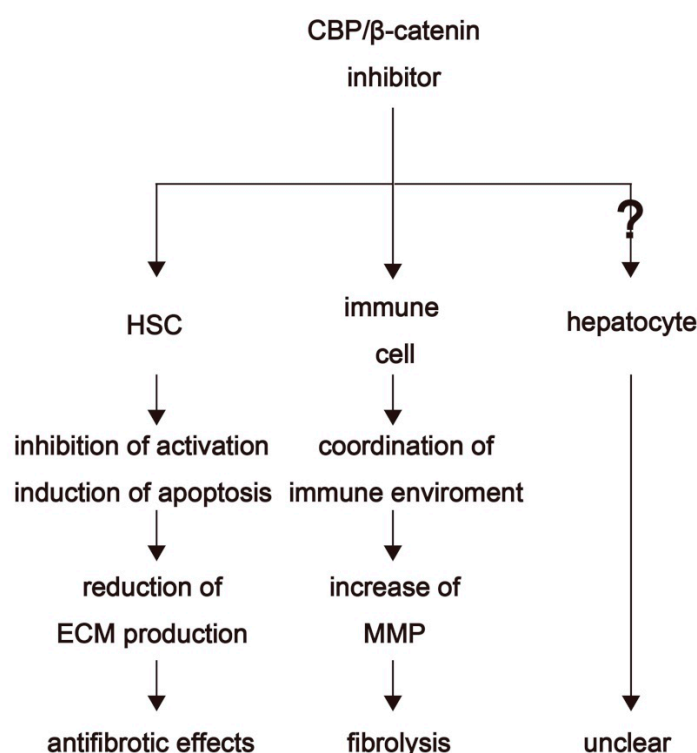 CBP/β-catenin
inhibitor
?
HSC
immune
cell
hepatocyte
inhibition of activation
induction of apoptosis
coordination of
immune enviroment
reduction of
ECM production
increase of
MMP
antifibrotic effects
fibrolysis
unclear